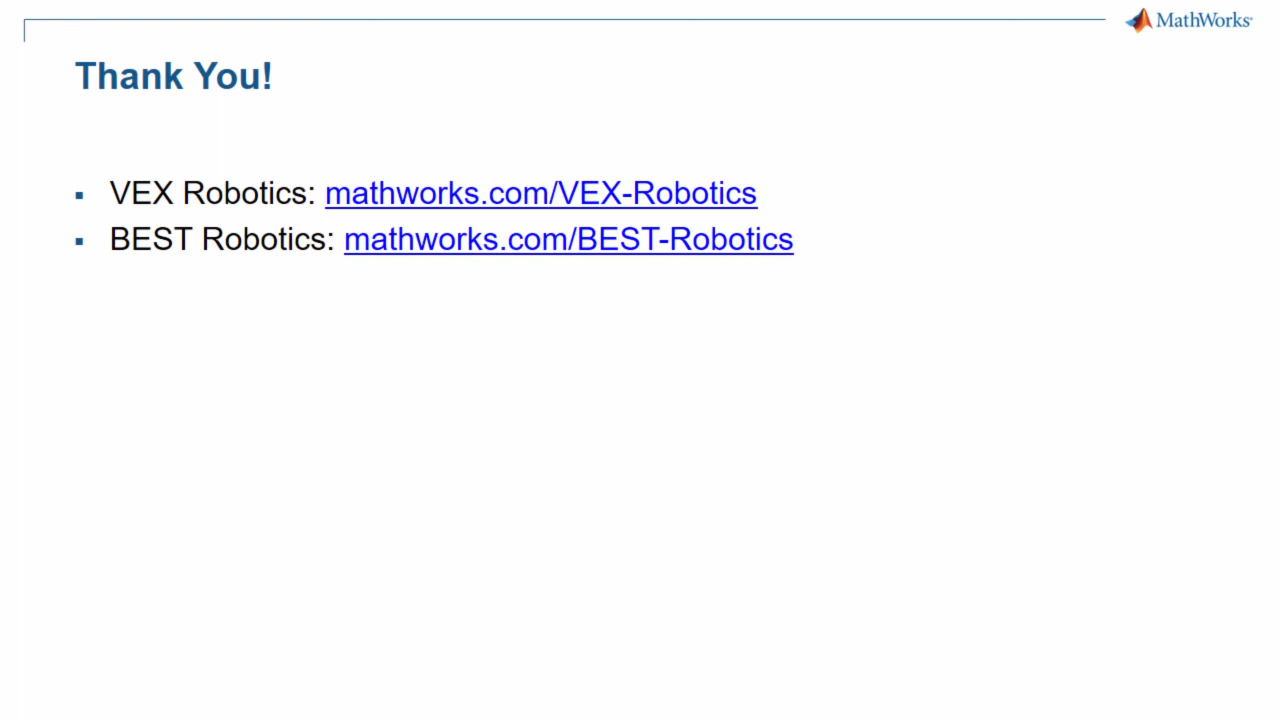 MathWorks
Thank You!
▪ VEX Robotics: mathworks.com/VEX-Robotics
▪ BEST Robotics: mathworks.com/BEST-Robotics